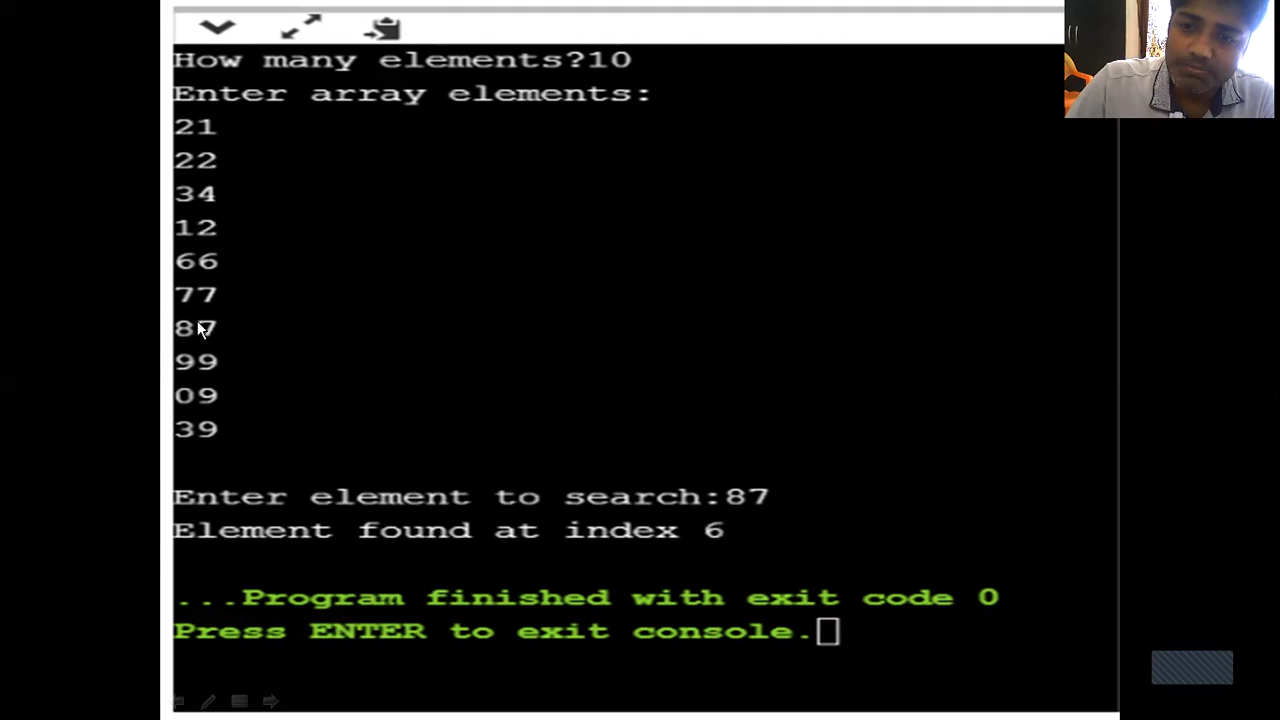 How many elements?10
Enter array elements:
21
22
34
12
66
77
87
99
09
39
Enter element to search:87
Element found at index 6
...Program finished with exit code 0
Press ENTER to exit console.